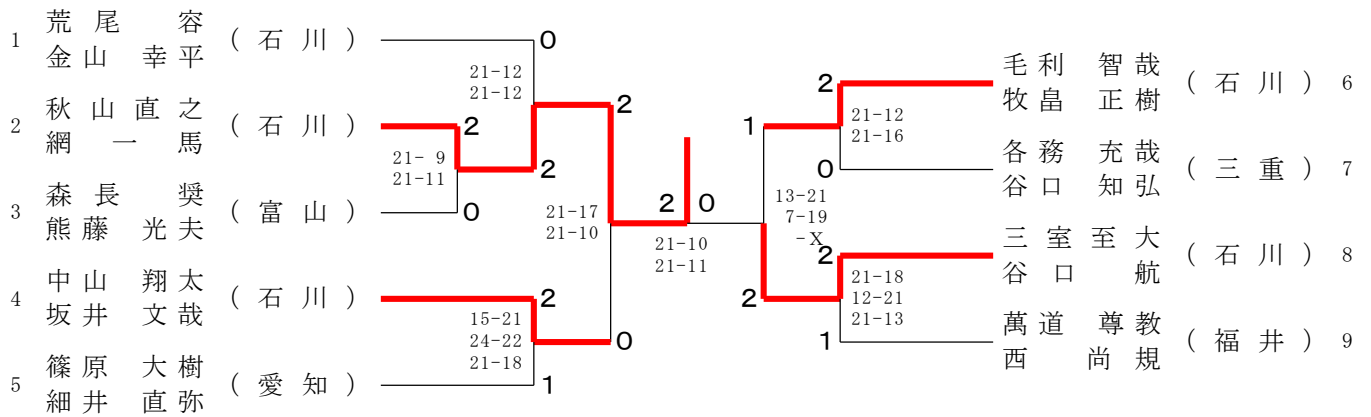 荒尾 容
1 (石川)
金山 幸平
0
21-12
21-12
秋山直之
2 (石川)
網 一 馬
2
2
21- 9
21-11
2
森長 奨
3 (富山)
熊藤 光夫
0
21-17
21-10
2 0
21-10
21-11
中山 翔太
4 (石川)
坂井 文哉
2
15-21
24-22
21-18
0
篠原 大樹
5 (愛知)
細井 直弥
1
毛利 智哉
(石川) 6
牧畠 正樹
2
1
21-12
21-16
各務 充哉
(三重) 7
谷口 知弘
0
13-21
7-19
-X
三室至大
(石川) 8
谷口 航
2
2
21-18
12-21
21-13
萬道 尊教
(福井) 9
西 尚規
1